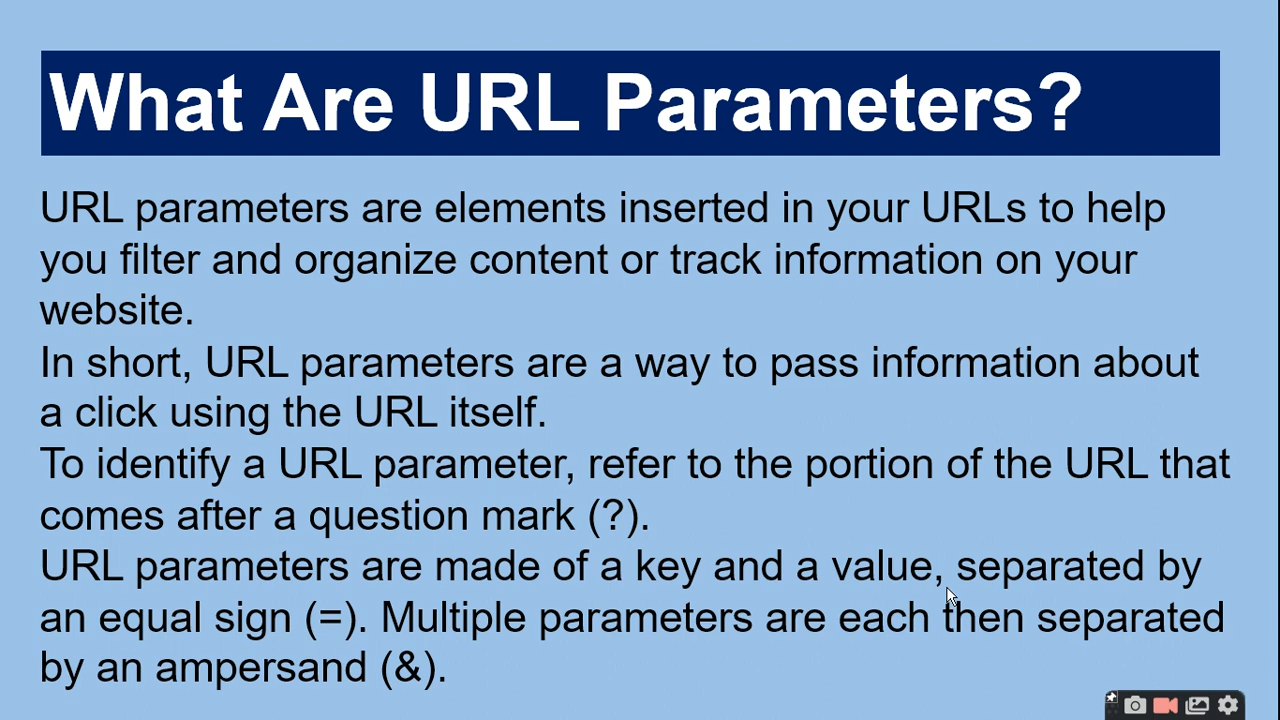 What Are URL Parameters?
URL parameters are elements inserted in your URLs to help
you filter and organize content or track information on your
website.
In short, URL parameters are a way to pass information about
a click using the URL itself.
To identify a URL parameter, refer to the portion of the URL that
comes after a question mark (?).
URL parameters are made of a key and a value, separated by
an equal sign (=). Multiple parameters are each then separated
by an ampersand (&).